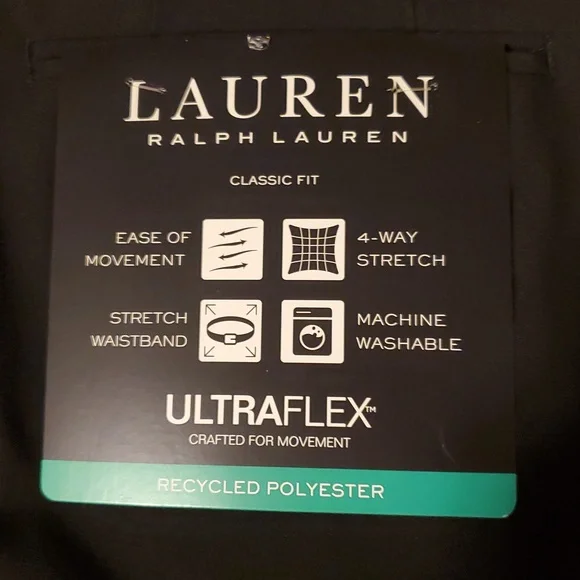 LAUREN
RALPH LAUREN
CLASSIC FIT
EASE OF
MOVEMENT
4-WAY
STRETCH
STRETCH
WAISTBAND
MACHINE
WASHABLE
ULTRAFLEX™
CRAFTED FOR MOVEMENT
RECYCLED POLYESTER